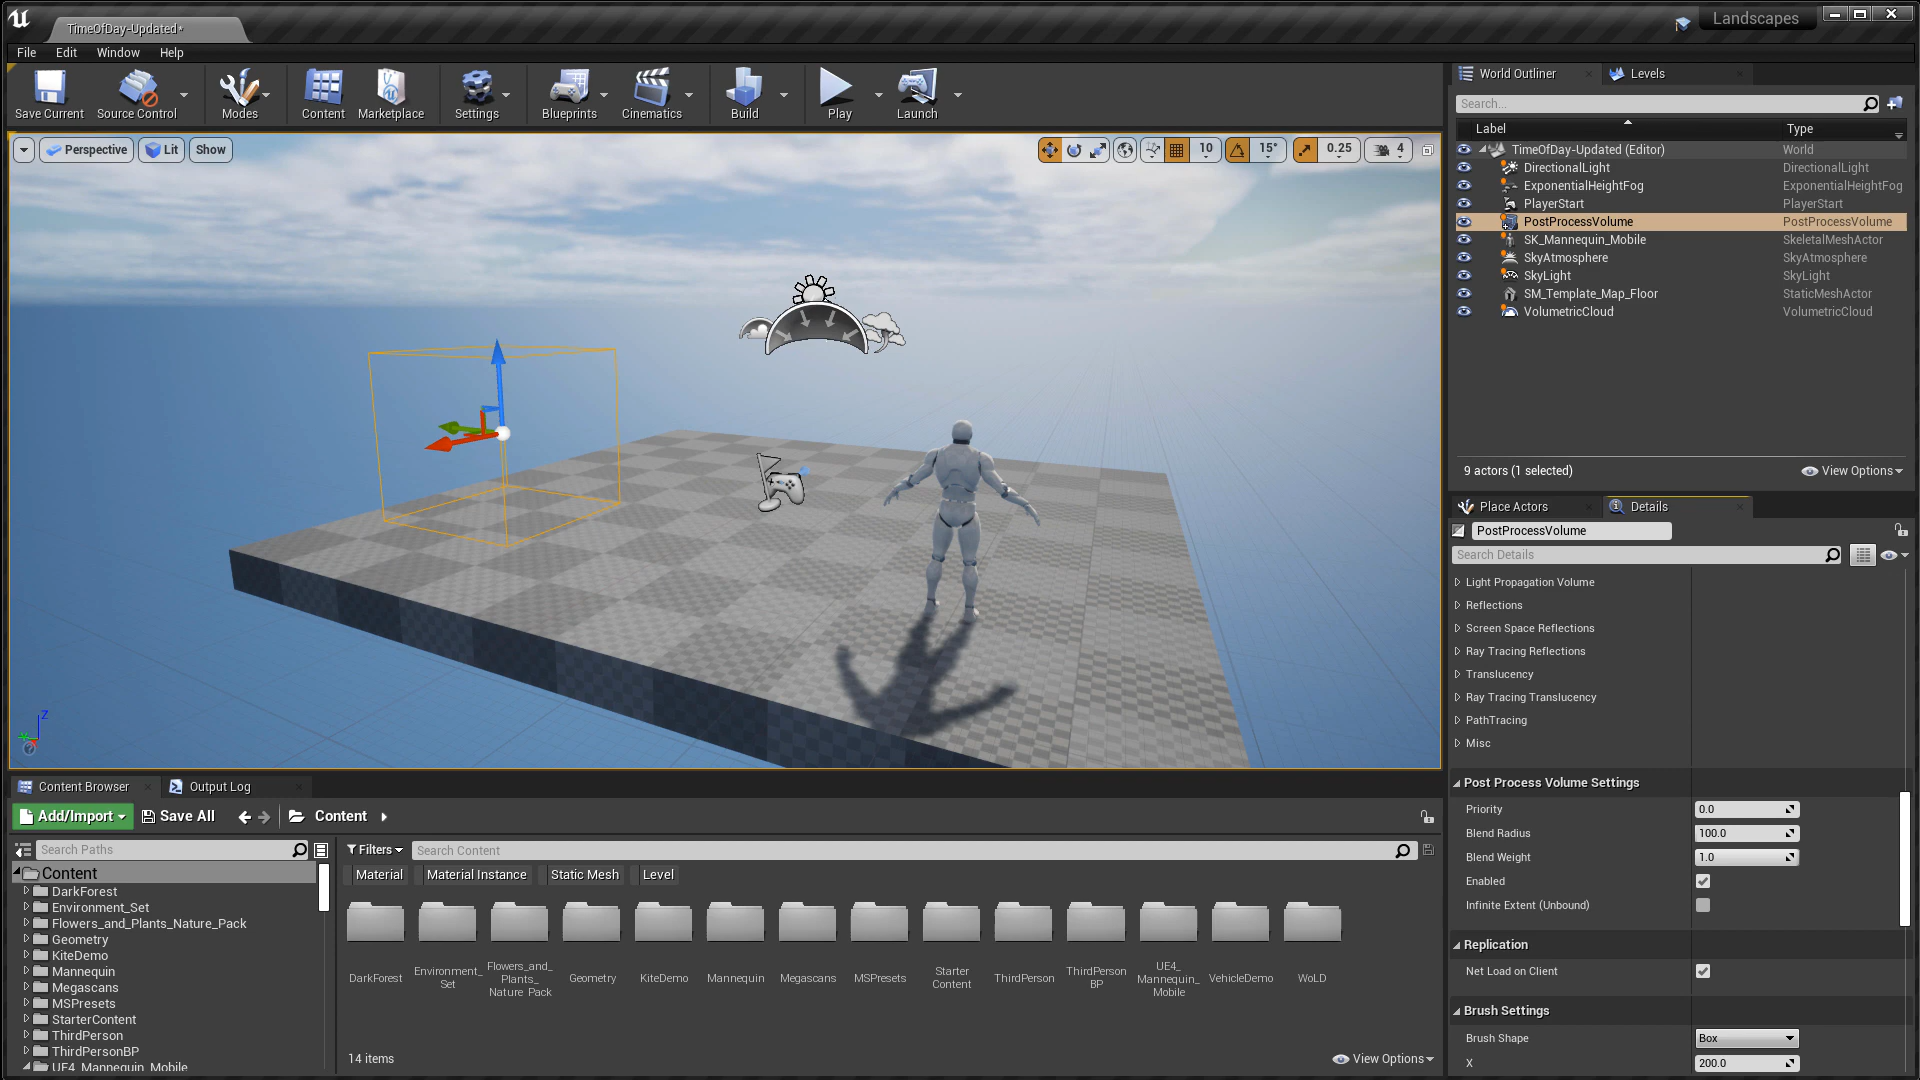 TimeOfDay-Updated*
Landscapes
File Edit Window Help
Save Current Source Control Modes Content Marketplace Settings Blueprints Cinematics Build Play Launch
Perspective Lit Show
10 15° 0.25 4
World Outliner Levels
Search...
Label Type
TimeOfDay-Updated (Editor) World
DirectionalLight DirectionalLight
ExponentialHeightFog ExponentialHeightFog
PlayerStart PlayerStart
PostProcessVolume PostProcessVolume
SK_Mannequin_Mobile SkeletalMeshActor
SkyAtmosphere SkyAtmosphere
SkyLight SkyLight
SM_Template_Map_Floor StaticMeshActor
VolumetricCloud VolumetricCloud
9 actors (1 selected) View Options
Place Actors Details
PostProcessVolume
Search Details
Light Propagation Volume
Reflections
Screen Space Reflections
Ray Tracing Reflections
Translucency
Ray Tracing Translucency
PathTracing
Misc
Post Process Volume Settings
Priority 0.0
Blend Radius 100.0
Blend Weight 1.0
Enabled
Infinite Extent (Unbound)
Replication
Net Load on Client
Brush Settings
Brush Shape Box
X 200.0
Z
Content Browser Output Log
Add/Import Save All Content
Search Paths
Content
DarkForest
Environment_Set
Flowers_and_Plants_Nature_Pack
Geometry
KiteDemo
Mannequin
Megascans
MSPresets
StarterContent
ThirdPerson
ThirdPersonBP
UE4_Mannequin_Mobile
Filters Search Content
Material Material Instance Static Mesh Level
DarkForest
Environment_
Set
Flowers_and_
Plants_
Nature_Pack
Geometry
KiteDemo
Mannequin
Megascans
MSPresets
Starter
Content
ThirdPerson
ThirdPerson
BP
UE4_
Mannequin_
Mobile
VehicleDemo
WoLD
14 items View Options